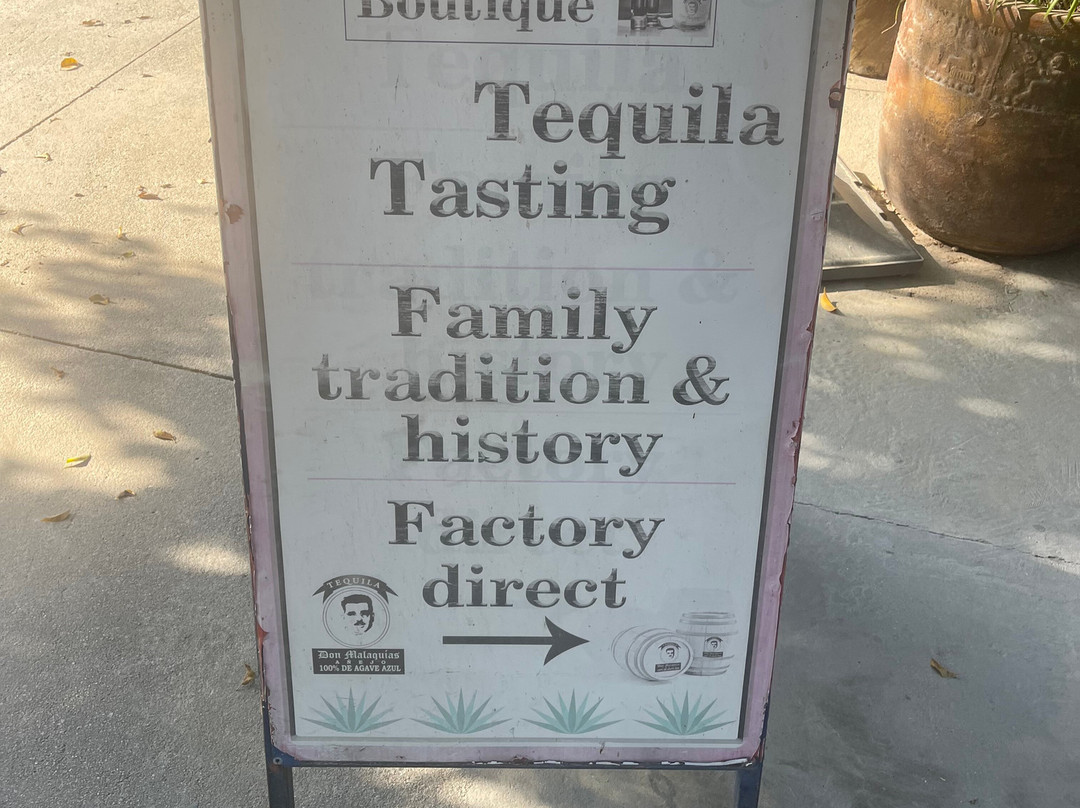 Boutique
Tequila
Tasting
Family
tradition &
history
Factory
direct
TEQUILA
Don Malaquias
AÑEJO
100% DE AGAVE AZUL